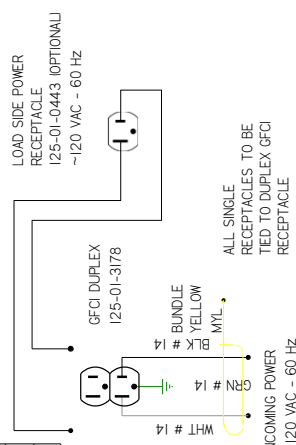 LOAD SIDE POWER
RECEPTACLE
125-01-0443 (OPTIONAL)
~120 VAC - 60 Hz
GFCI DUPLEX
125-01-3178
BUNDLE
YELLOW
MYL
BLK # 14
GRN # 14
WHT # 14
ALL SINGLE
RECEPTACLES TO BE
TIED TO DUPLEX GFCI
RECEPTACLE
NCOMING POWER
120 VAC - 60 Hz